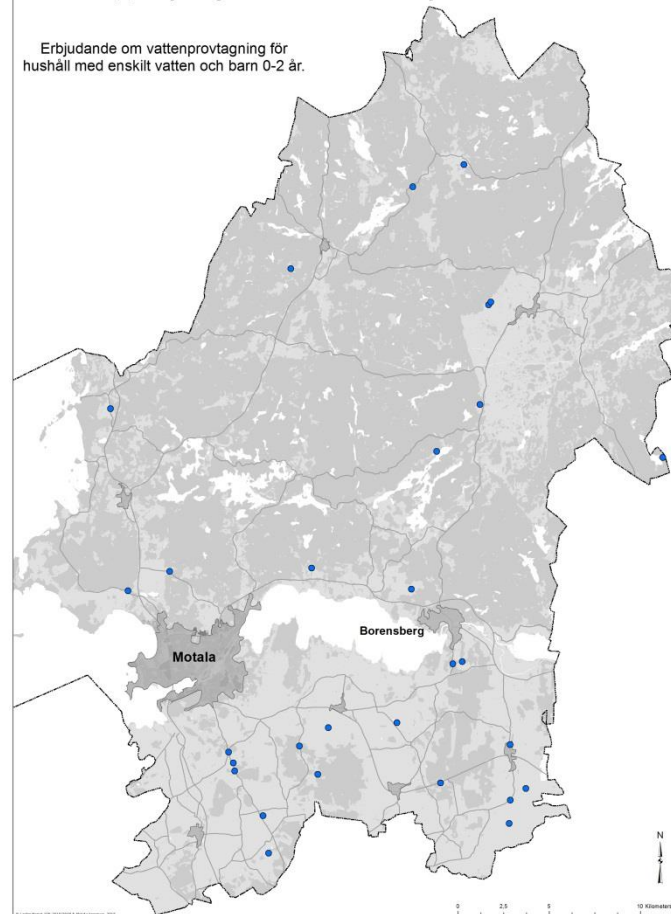 Erbjudande om vattenprovtagning för
hushåll med enskilt vatten och barn 0-2 år.
Borensberg
Motala
N
0 2,5 5 10 Kilometers